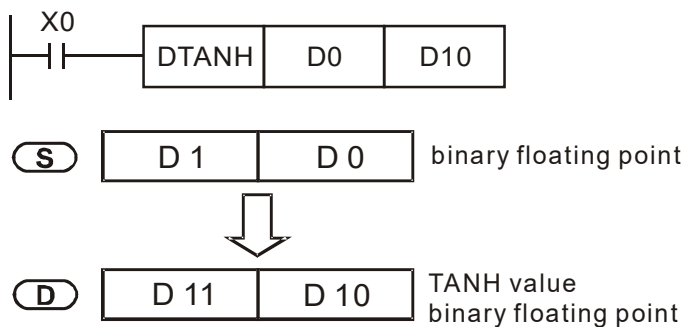 X0
DTANH D0 D10
S D 1 D 0 binary floating point
D D 11 D 10 TANH value
binary floating point